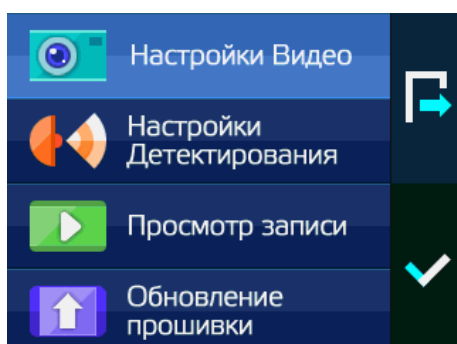 Настройки Видео
Настройки
Детектирования
Просмотр записи
Обновление
прошивки